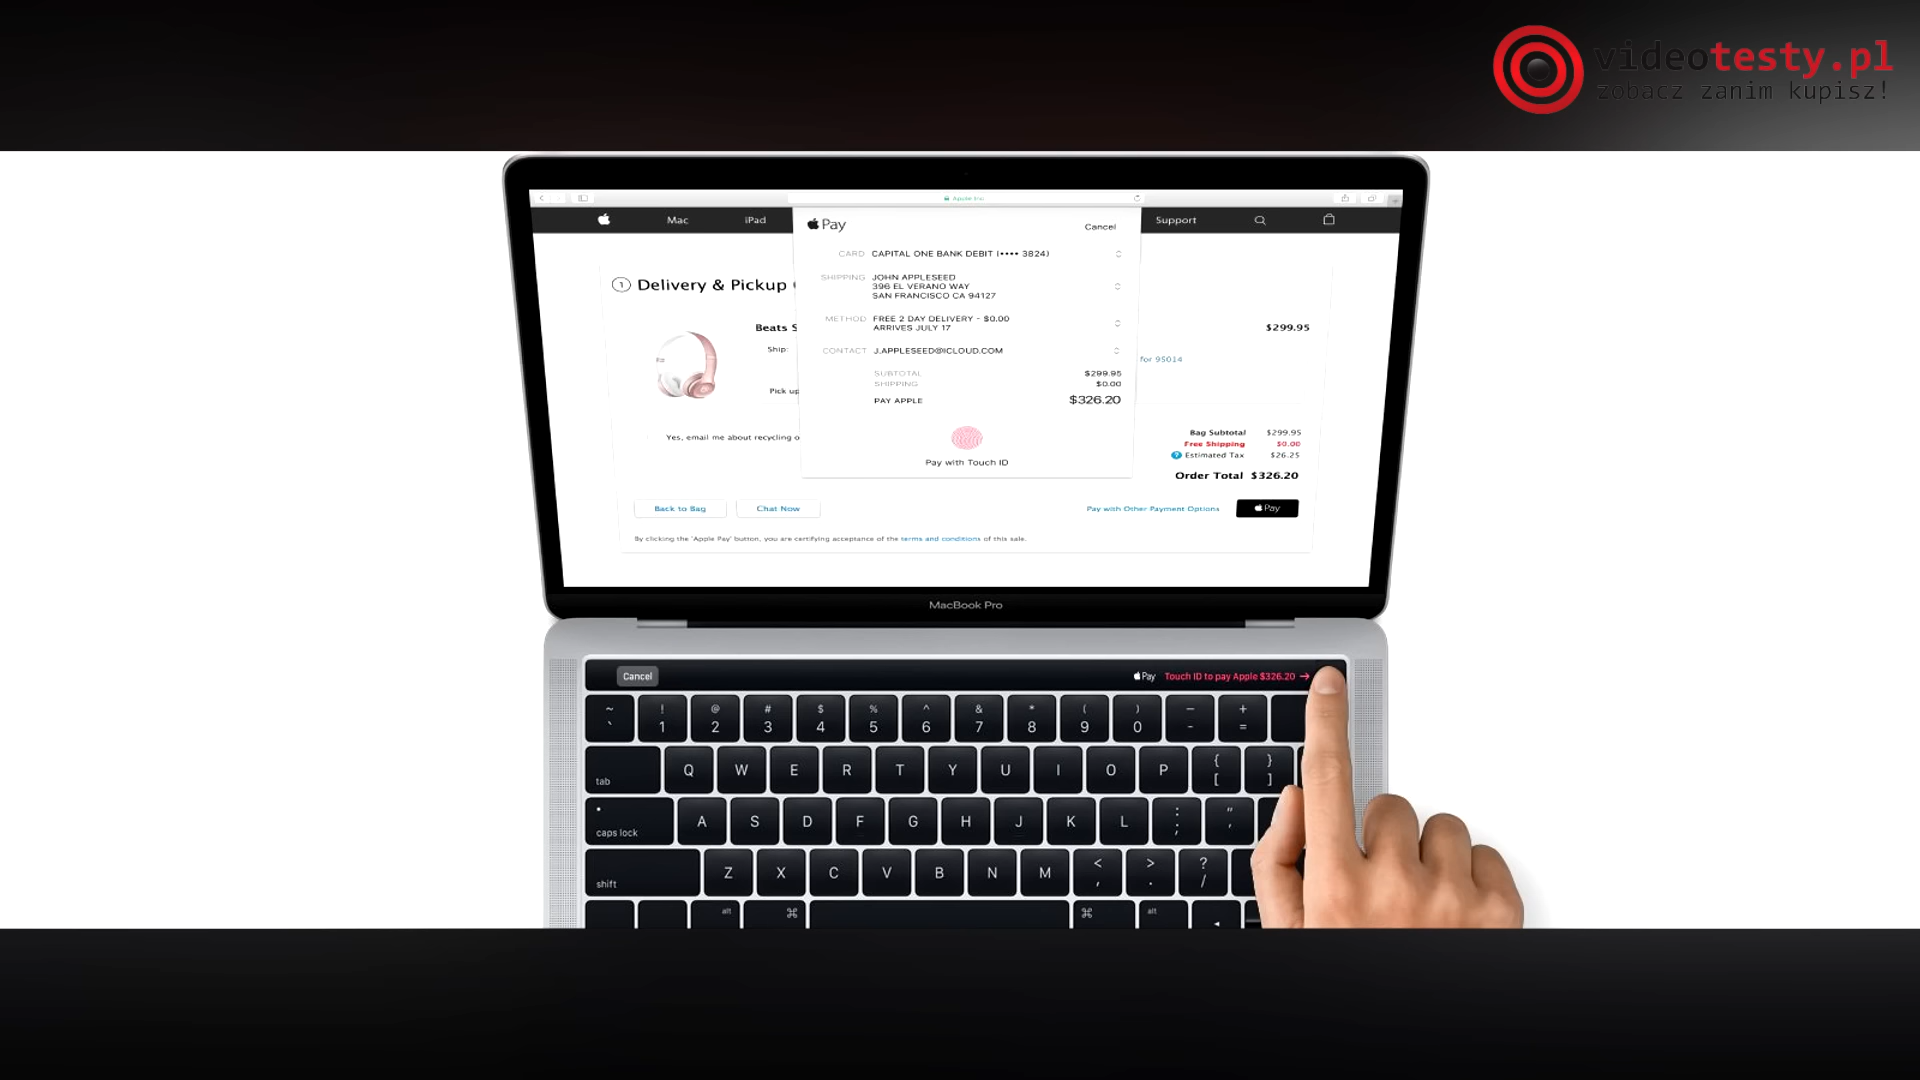 videotesty.pl
zobacz zanim kupisz!
Apple Inc.
Mac iPad Support
Pay Cancel
CARD CAPITAL ONE BANK DEBIT (•••• 3824)
SHIPPING JOHN APPLESEED
396 EL VERANO WAY
SAN FRANCISCO CA 94127
METHOD FREE 2 DAY DELIVERY - $0.00
ARRIVES JULY 17
CONTACT J.APPLESEED@ICLOUD.COM
SUBTOTAL $299.95
SHIPPING $0.00
PAY APPLE $326.20
Pay with Touch ID
1 Delivery & Pickup
Beats $299.95
Ship: for 95014
Pick up
Yes, email me about recycling
Bag Subtotal $299.95
Free Shipping $0.00
? Estimated Tax $26.25
Order Total $326.20
Back to Bag Chat Now Pay with Other Payment Options Pay
By clicking the 'Apple Pay' button, you are certifying acceptance of the terms and conditions of this sale.
MacBook Pro
Cancel Pay Touch ID to pay Apple $326.20 →
~ ! @ # $ % ^ & * ( ) — +
` 1 2 3 4 5 6 7 8 9 0 - =
tab Q W E R T Y U I O P { [ } ]
caps lock A S D F G H J K L : ; " '
shift Z X C V B N M < , > . ? /
alt ⌘ ⌘ alt